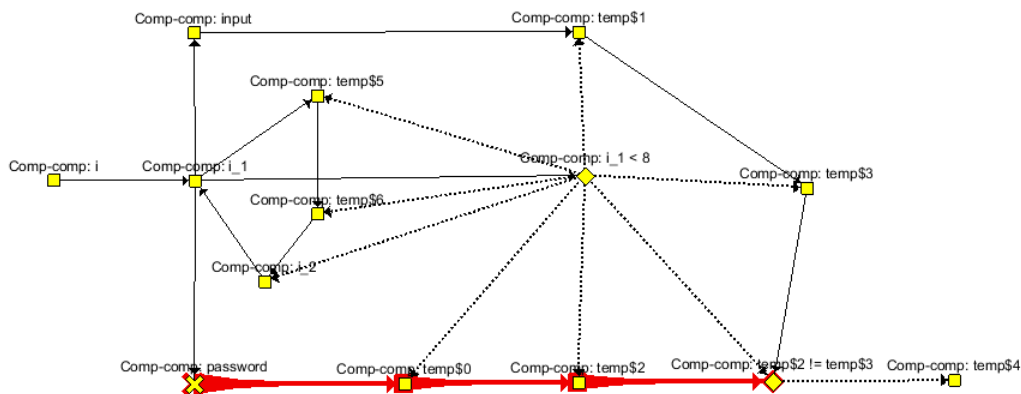 Comp-comp: input
Comp-comp: temp$1
Comp-comp: temp$5
Comp-comp: i
Comp-comp: i_1
Comp-comp: i_1 < 8
Comp-comp: temp$3
Comp-comp: temp$6
Comp-comp: i_2
Comp-comp: password
Comp-comp: temp$0
Comp-comp: temp$2
Comp-comp: temp$2 != temp$3
Comp-comp: temp$4